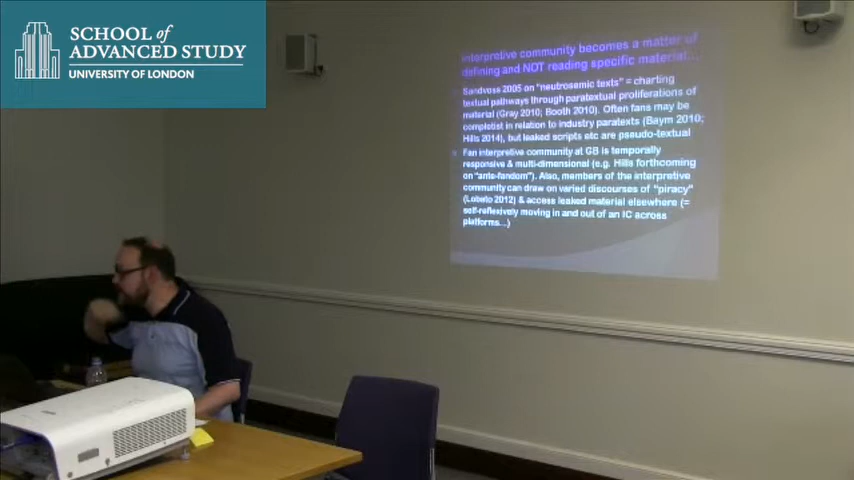 SCHOOL of
ADVANCED STUDY
UNIVERSITY OF LONDON
Interpretive community becomes a matter of
defining and NOT reading specific material...
Sandvoss 2005 on "neutrosemic texts" = charting
textual pathways through paratextual proliferations of
material (Gray 2010; Booth 2010). Often fans may be
completist in relation to industry paratexts (Baym 2010;
Hills 2014), but leaked scripts etc are pseudo-textual
Fan interpretive community at GB is temporally
responsive & multi-dimensional (e.g. Hills forthcoming
on "ante-fandom"). Also, members of the interpretive
community can draw on varied discourses of "piracy"
(Lobato 2012) & access leaked material elsewhere (=
self-reflexively moving in and out of an IC across
platforms...)